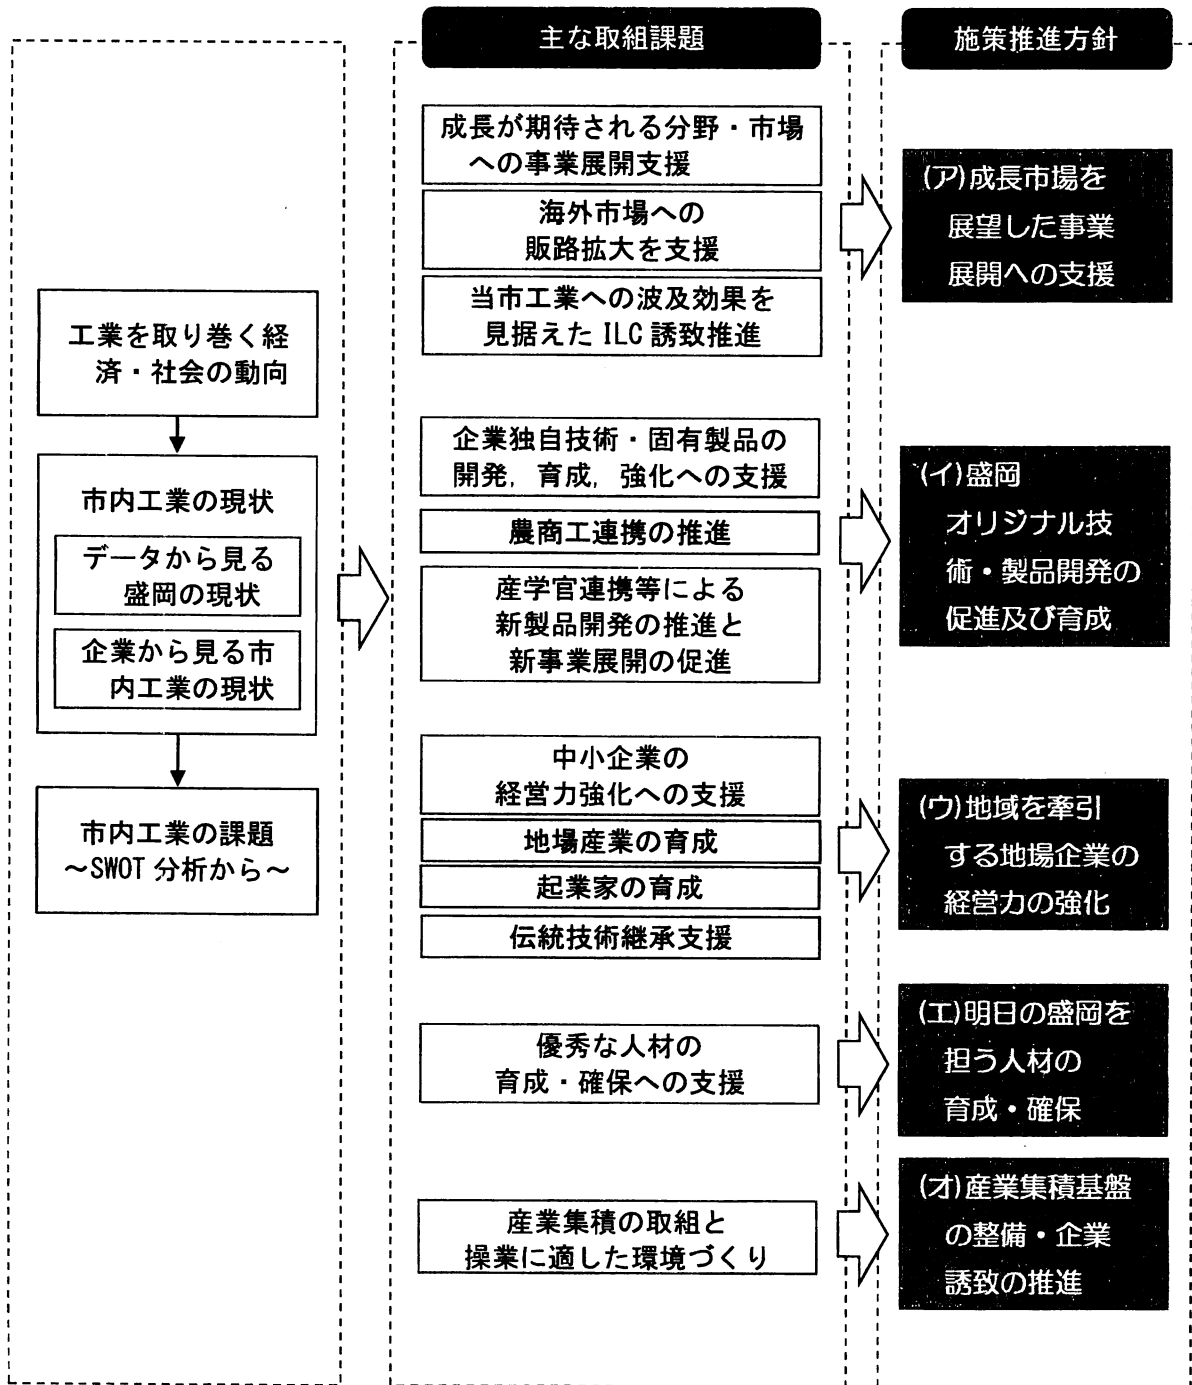 工業を取り巻く経
済・社会の動向
市内工業の現状
データから見る
盛岡の現状
企業から見る市
内工業の現状
市内工業の課題
～SWOT 分析から～
主な取組課題
成長が期待される分野・市場
への事業展開支援
海外市場への
販路拡大を支援
当市工業への波及効果を
見据えた ILC 誘致推進
企業独自技術・固有製品の
開発，育成，強化への支援
農商工連携の推進
産学官連携等による
新製品開発の推進と
新事業展開の促進
中小企業の
経営力強化への支援
地場産業の育成
起業家の育成
伝統技術継承支援
優秀な人材の
育成・確保への支援
産業集積の取組と
操業に適した環境づくり
施策推進方針
(ア)成長市場を
展望した事業
展開への支援
(イ)盛岡
オリジナル技
術・製品開発の
促進及び育成
(ウ)地域を牽引
する地場企業の
経営力の強化
(エ)明日の盛岡を
担う人材の
育成・確保
(オ)産業集積基盤
の整備・企業
誘致の推進